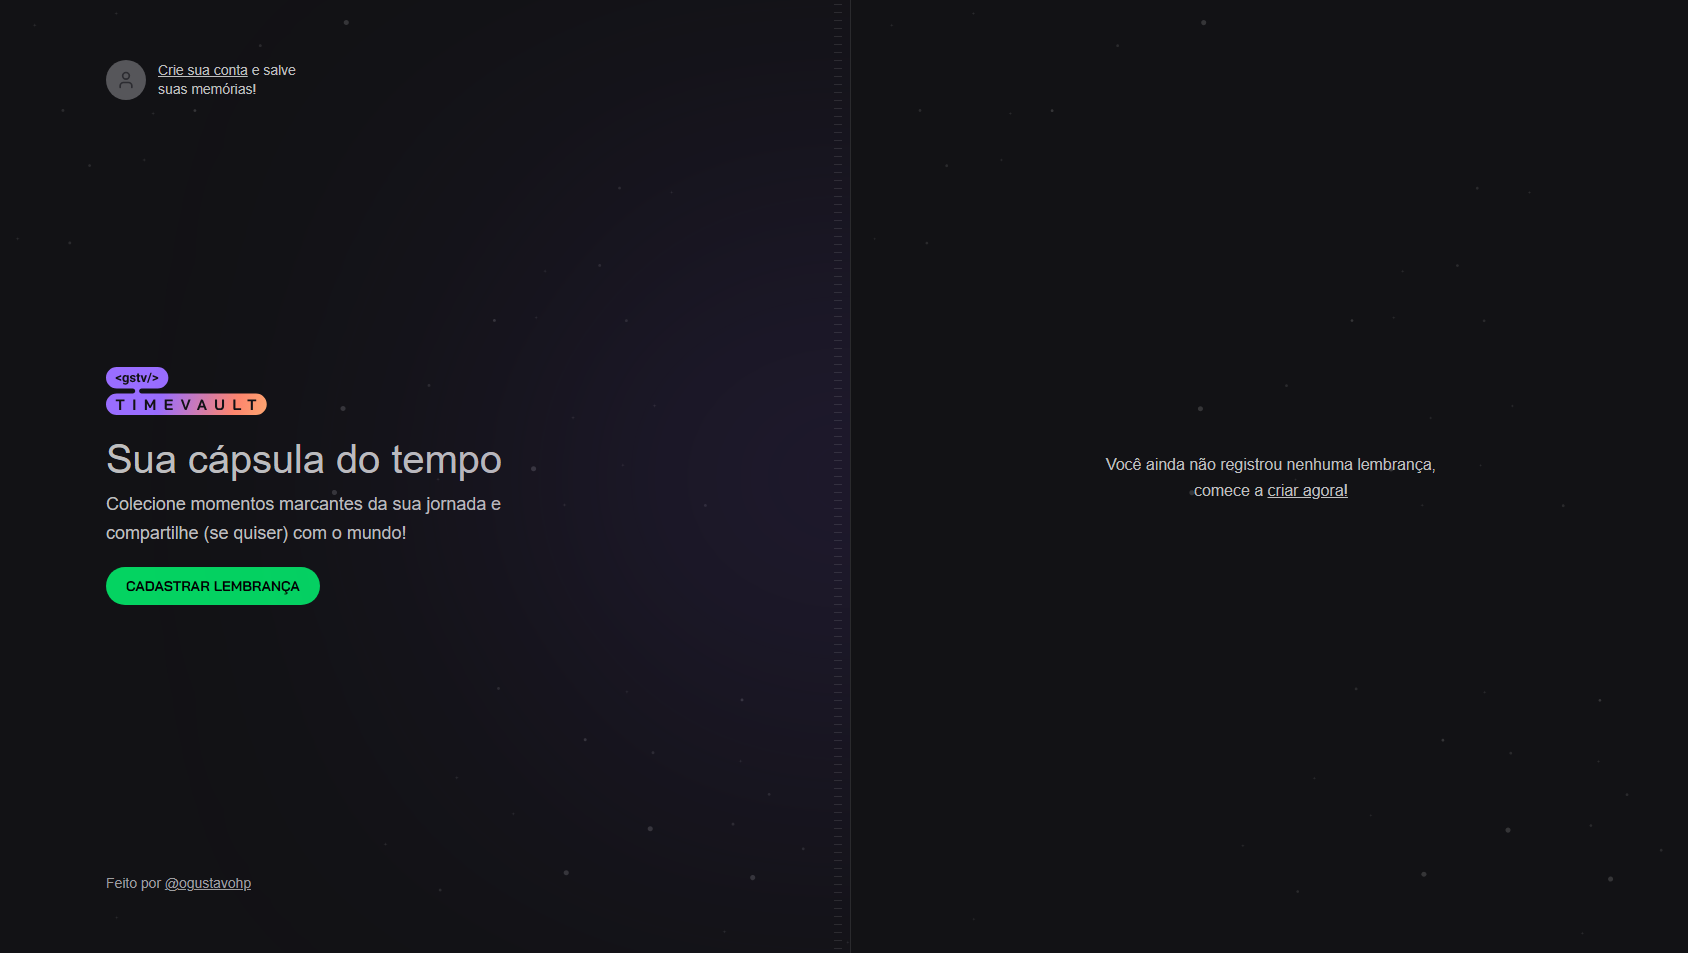 Crie sua conta e salve
suas memórias!
<gstv/>
TIMEVAULT
Sua cápsula do tempo
Colecione momentos marcantes da sua jornada e
compartilhe (se quiser) com o mundo!
CADASTRAR LEMBRANÇA
Feito por @ogustavohp
Você ainda não registrou nenhuma lembrança,
comece a criar agora!